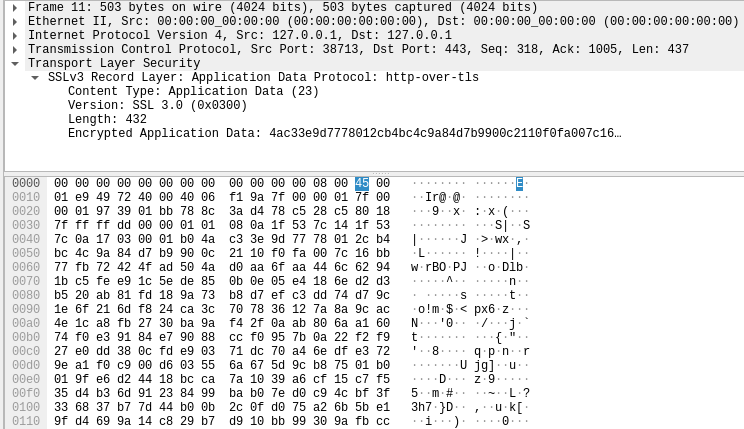 Frame 11: 503 bytes on wire (4024 bits), 503 bytes captured (4024 bits)
Ethernet II, Src: 00:00:00_00:00:00 (00:00:00:00:00:00), Dst: 00:00:00_00:00:00 (00:00:00:00:00:00)
Internet Protocol Version 4, Src: 127.0.0.1, Dst: 127.0.0.1
Transmission Control Protocol, Src Port: 38713, Dst Port: 443, Seq: 318, Ack: 1005, Len: 437
Transport Layer Security
SSLv3 Record Layer: Application Data Protocol: http-over-tls
Content Type: Application Data (23)
Version: SSL 3.0 (0x0300)
Length: 432
Encrypted Application Data: 4ac33e9d7778012cb4bc4c9a84d7b9900c2110f0fa007c16…
0000 00 00 00 00 00 00 00 00 00 00 00 00 08 00 45 00 ········ ······E·
0010 01 e9 49 72 40 00 40 06 f1 9a 7f 00 00 01 7f 00 ··Ir@·@· ········
0020 00 01 97 39 01 bb 78 8c 3a d4 78 c5 28 c5 80 18 ···9··x· :·x·(···
0030 7f ff ff dd 00 00 01 01 08 0a 1f 53 7c 14 1f 53 ········ ···S|··S
0040 7c 0a 17 03 00 01 b0 4a c3 3e 9d 77 78 01 2c b4 |······J ·>·wx·,·
0050 bc 4c 9a 84 d7 b9 90 0c 21 10 f0 fa 00 7c 16 bb ·L······ !····|··
0060 77 fb 72 42 4f ad 50 4a d0 aa 6f aa 44 6c 62 94 w·rBO·PJ ··o·Dlb·
0070 1b c5 fe e9 1c 5e de 85 0b 0e 05 e4 18 6e d2 d3 ·····^·· ·····n··
0080 b5 20 ab 81 fd 18 9a 73 b8 d7 ef c3 dd 74 d7 9c · ·····s ·····t··
0090 1e 6f 21 6d f8 24 ca 3c 70 78 36 12 7a 8a 9c ac ·o!m·$·< px6·z···
00a0 4e 1c a8 fb 27 30 ba 9a f4 2f 0a ab 80 6a a1 60 N···'0·· ·/···j·`
00b0 74 f0 e3 91 84 e7 90 88 cc f0 95 7b 0a 22 f2 f9 t······· ···{·"··
00c0 27 e0 dd 38 0c fd e9 03 71 dc 70 a4 6e df e3 72 '··8···· q·p·n··r
00d0 9e a1 f0 c9 00 d6 03 55 6a 67 5d 9c b8 75 01 b0 ·······U jg]··u··
00e0 01 9f e6 d2 44 18 bc ca 7a 10 39 a6 cf 15 c7 f5 ····D··· z·9·····
00f0 35 d4 b3 6d 91 23 84 99 ba b0 7e d0 c9 4c bf 3f 5··m·#·· ··~··L·?
0100 33 68 37 b7 7d 44 b0 0b 2c 0f d0 75 a2 6b 5b e1 3h7·}D·· ,··u·k[·
0110 9f d4 69 9a 14 c8 29 b7 d9 10 bb 99 30 9a fb cc ··i···)· ····0···